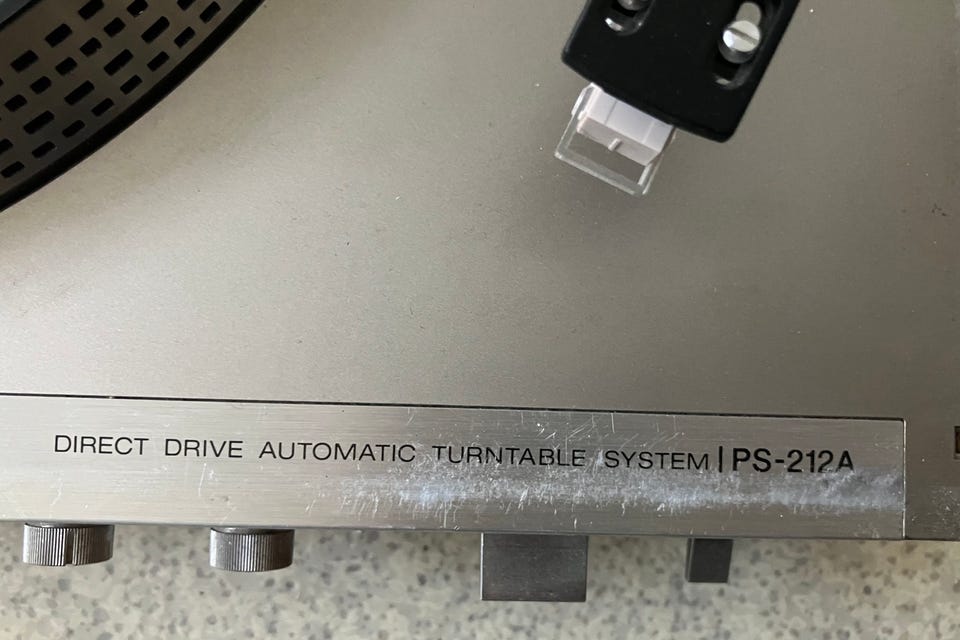 DIRECT DRIVE AUTOMATIC TURNTABLE SYSTEM | PS-212A